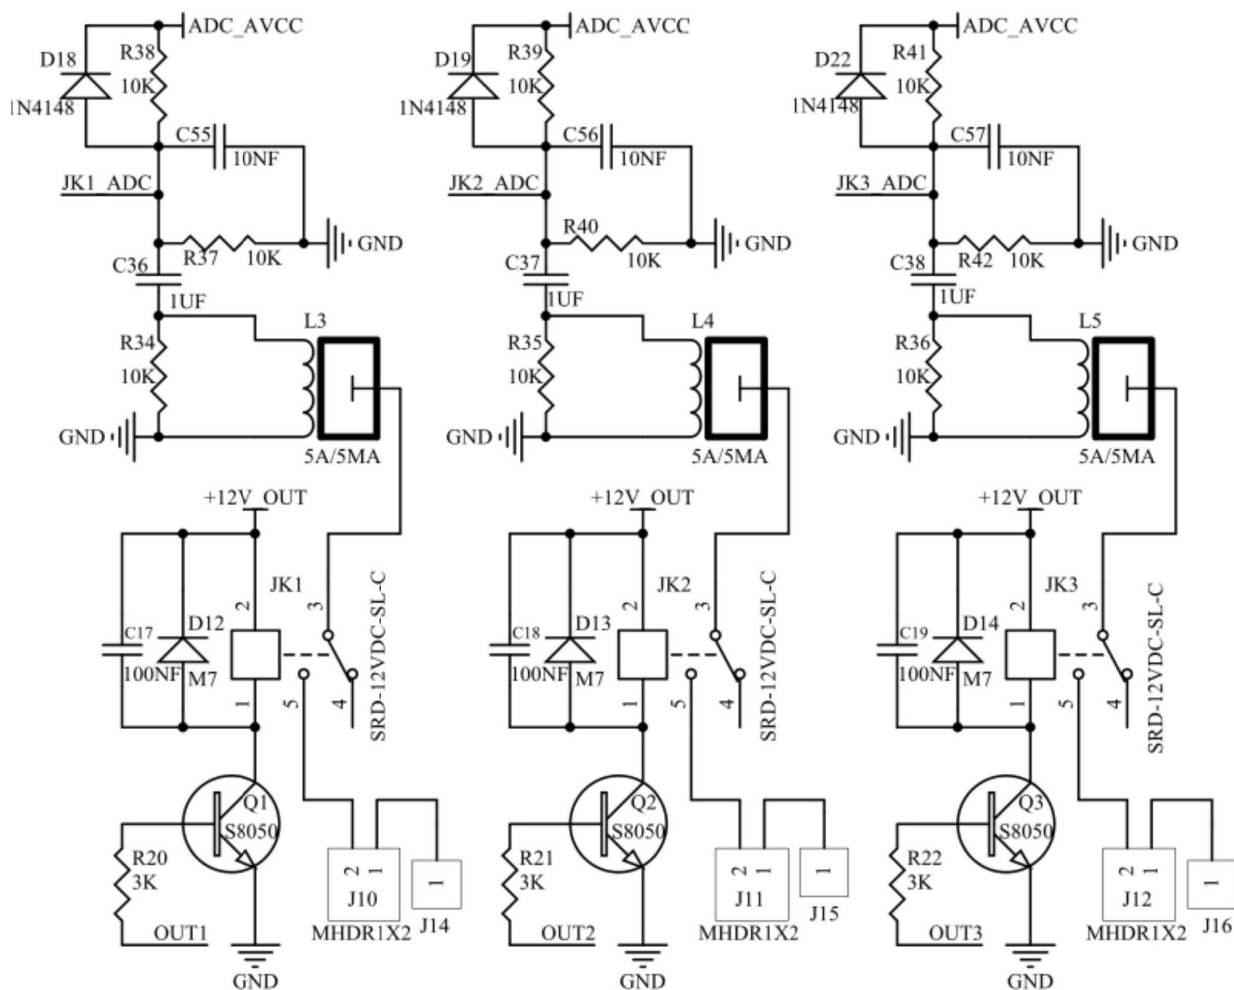 ADC_AVCC ADC_AVCC ADC_AVCC
R38 R39 R41
D18 D19 D22
10K 10K 10K
1N4148 1N4148 1N4148
C55 C56 C57
10NF 10NF 10NF
JK1_ADC JK2_ADC JK3_ADC
R40
GND GND GND
R37 10K 10K R42 10K
C36 C37 C38
1UF 1UF 1UF
L3 L4 L5
R34 R35 R36
10K 10K 10K
GND GND GND
5A/5MA 5A/5MA 5A/5MA
+12V_OUT +12V_OUT +12V_OUT
JK1 JK2 JK3
2 3 2 3 2 3
SRD-12VDC-SL-C SRD-12VDC-SL-C SRD-12VDC-SL-C
C17 D12 C18 D13 C19 D14
100NF M7 100NF M7 100NF M7
1 5 4 1 5 4 1 5 4
Q1 Q2 Q3
S8050 S8050 S8050
R20 R21 R22
3K 3K 3K
2 1 1 2 1 1 2 1 1
J10 J11 J12
J14 J15 J16
OUT1 MHDR1X2 OUT2 MHDR1X2 OUT3 MHDR1X2
GND GND GND